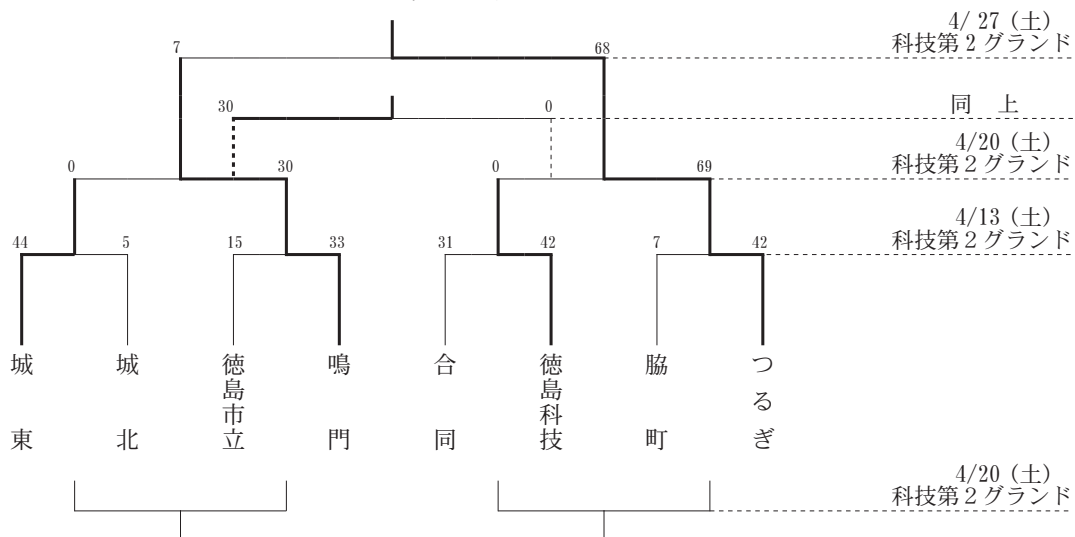 4/ 27 (土)
7
68
科技第2グランド
30
0
同 上
4/20 (土)
0
30
0
69
科技第2グランド
4/13 (土)
44
5
15
33
31
42
7
42
科技第2グランド
城東
城北
徳島市立
鳴門
合同
徳島科技
脇町
つるぎ
4/20 (土)
科技第2グランド